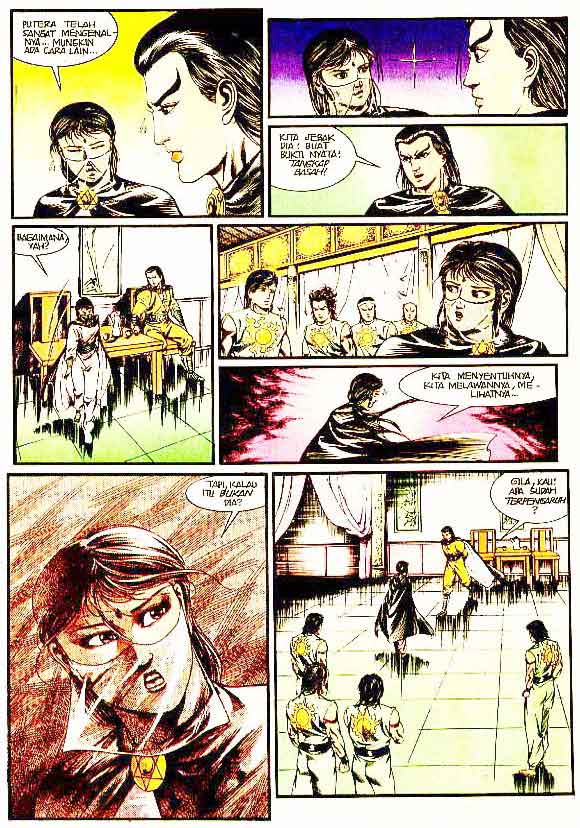 PUTERA TELAH
SANGAT MENGENAL-
NYA... MUNGKIN
ADA CARA LAIN...
KITA JEBAK
DIA! BUAT
BUKTI NYATA!
TANGKAP
BASAH!
BAGAIMANA,
YAH?
KITA MENYENTUHNYA,
KITA MELAWANNYA, ME-
LIHATNYA...
TAPI, KALAU
ITU BUKAN
DIA?
GILA, KAU!
APA SUDAH
TERPENGARUH
?